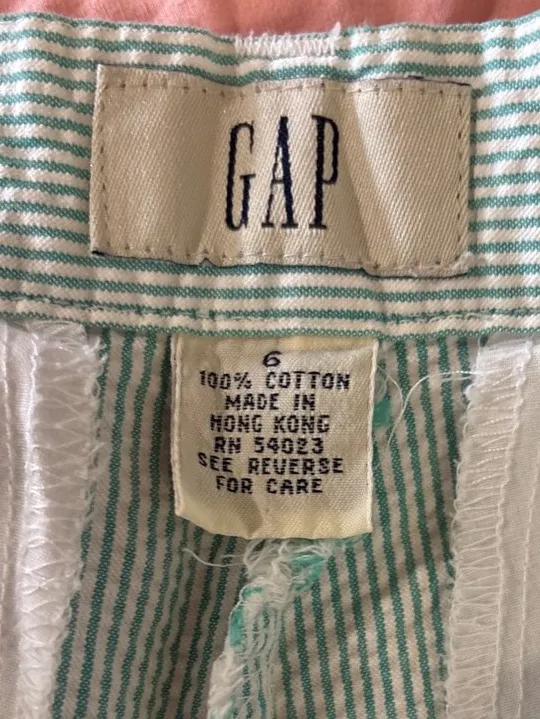 GAP
6
100% COTTON
MADE IN
HONG KONG
RN 54023
SEE REVERSE
FOR CARE